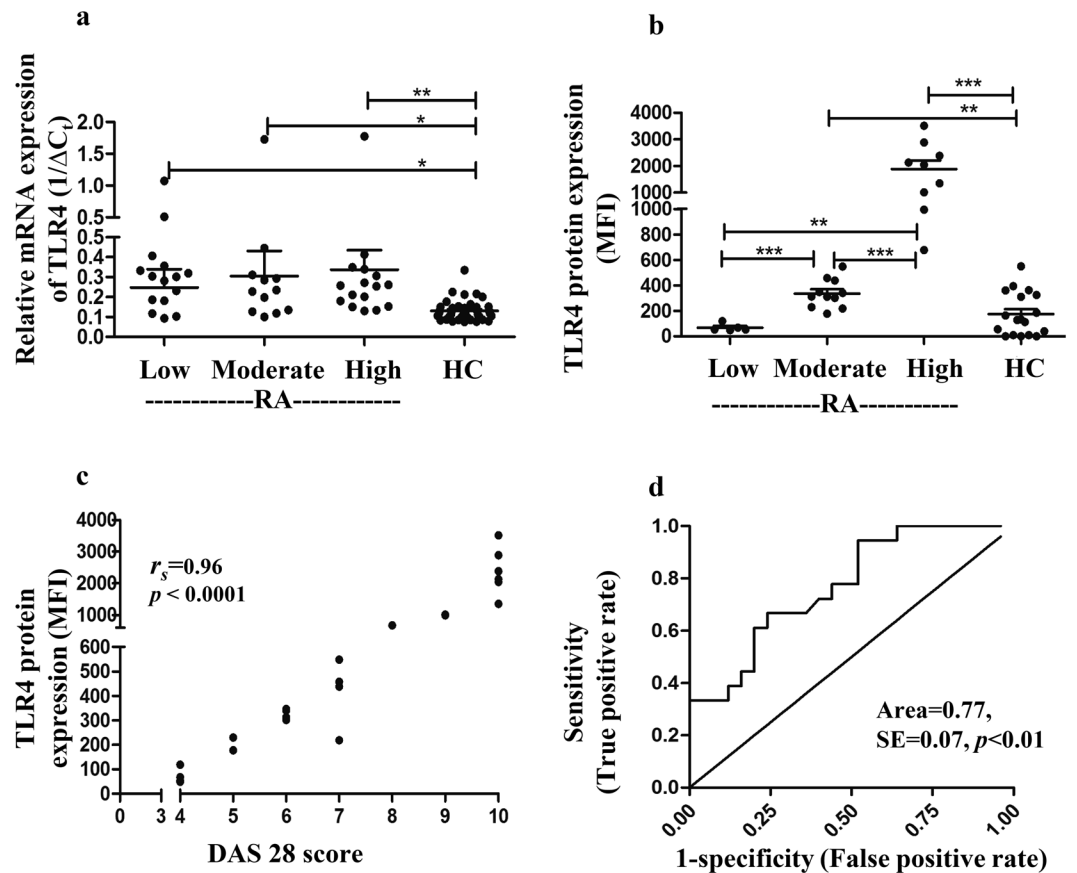 a
Relative mRNA expression
of TLR4 (1/ΔCt)
2.0
1.5
1.0
0.5
0.5
0.4
0.3
0.2
0.1
0.0
**
*
*
Low Moderate High HC
---------------RA---------------
b
TLR4 protein expression
(MFI)
4000
3000
2000
1000
1000
800
600
400
200
0
***
**
**
***
***
Low Moderate High HC
---------------RA---------------
c
TLR4 protein
expression (MFI)
4000
3000
2000
1000
600
500
400
300
200
100
0
rs=0.96
p < 0.0001
0 3 4 5 6 7 8 9 10
DAS 28 score
d
Sensitivity
(True positive rate)
1.0
0.8
0.6
0.4
0.2
0.0
Area=0.77,
SE=0.07, p<0.01
0.00 0.25 0.50 0.75 1.00
1-specificity (False positive rate)